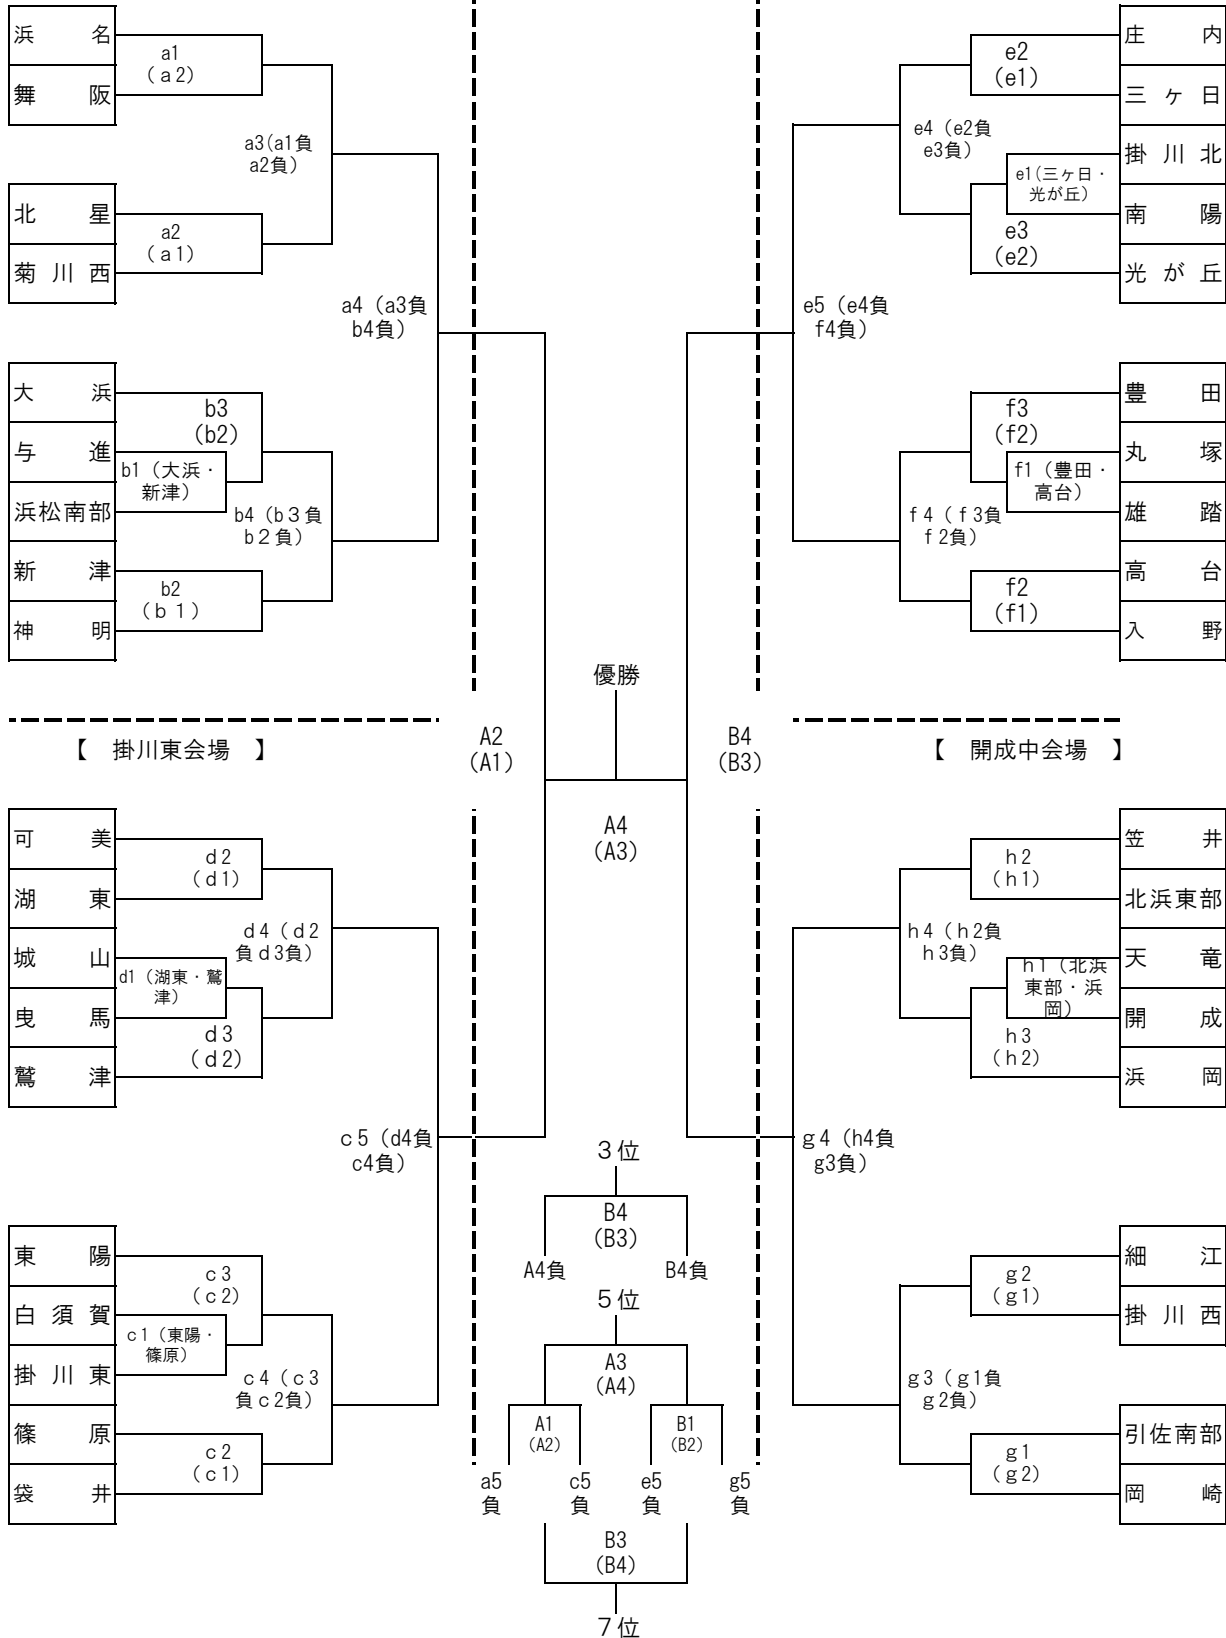 浜名
a1
(a2)
舞阪
a3(a1負
a2負)
北星
a2
(a1)
菊川西
a4 (a3負
b4負)
大浜
b3
(b2)
与進
b1 (大浜・
新津)
浜松南部
b4 (b3負
b2負)
新津
b2
(b1)
神明
庄内
e2
(e1)
三ヶ日
e4 (e2負
e3負)
掛川北
e1(三ヶ日・
光が丘)
南陽
e3
(e2)
光が丘
e5 (e4負
f4負)
豊田
f3
(f2)
丸塚
f1 (豊田・
高台)
雄踏
f4 (f3負
f2負)
高台
f2
(f1)
入野
優勝
A2
(A1)
B4
(B3)
【 掛川東会場 】
【 開成中会場 】
A4
(A3)
可美
d2
(d1)
湖東
d4 (d2
負d3負)
城山
d1 (湖東・鷲
津)
曳馬
d3
(d2)
鷲津
c5 (d4負
c4負)
東陽
c3
(c2)
白須賀
c1 (東陽・
篠原)
掛川東
c4 (c3
負c2負)
篠原
c2
(c1)
袋井
笠井
h2
(h1)
北浜東部
h4 (h2負
h3負)
天竜
h1 (北浜
東部・浜
岡)
開成
h3
(h2)
浜岡
g4 (h4負
g3負)
細江
g2
(g1)
掛川西
g3 (g1負
g2負)
引佐南部
g1
(g2)
岡崎
3位
B4
(B3)
A4負 B4負
5位
A3
(A4)
A1
(A2)
B1
(B2)
a5
負
c5
負
e5
負
g5
負
B3
(B4)
7位